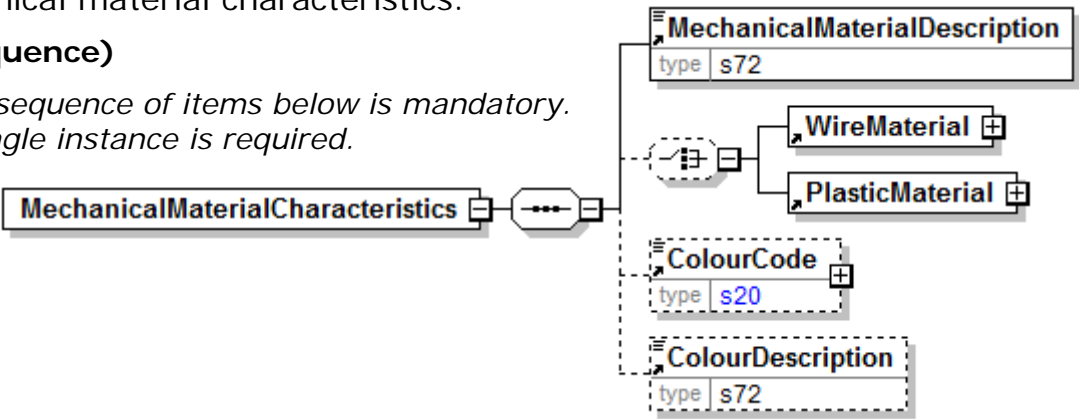 nical material characteristics.
quence)
sequence of items below is mandatory.
ngle instance is required.
MechanicalMaterialCharacteristics
MechanicalMaterialDescription
type s72
WireMaterial
PlasticMaterial
ColourCode
type s20
ColourDescription
type s72